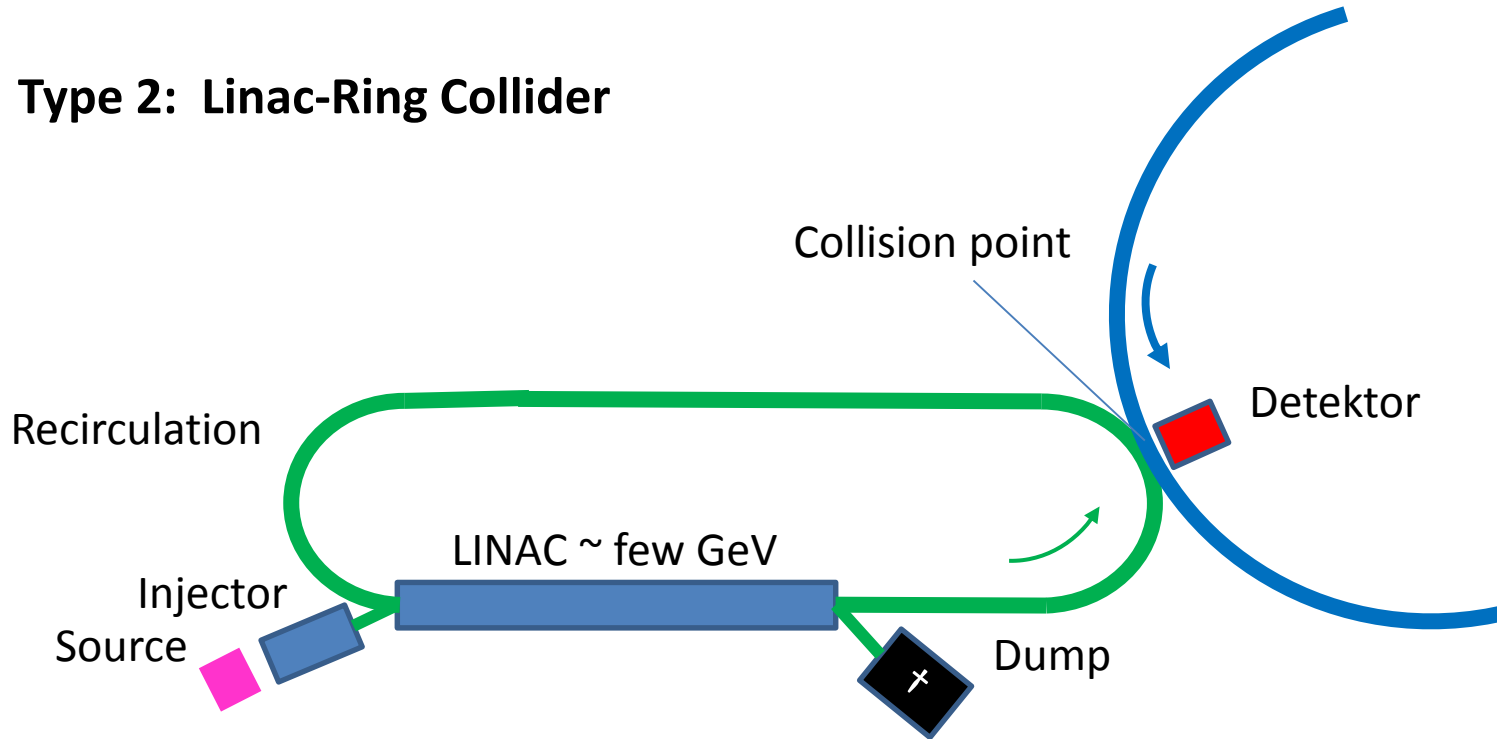 Type 2:  Linac-Ring Collider
Collision point
Detektor
Recirculation
LINAC ~ few GeV
Injector
Source
Dump